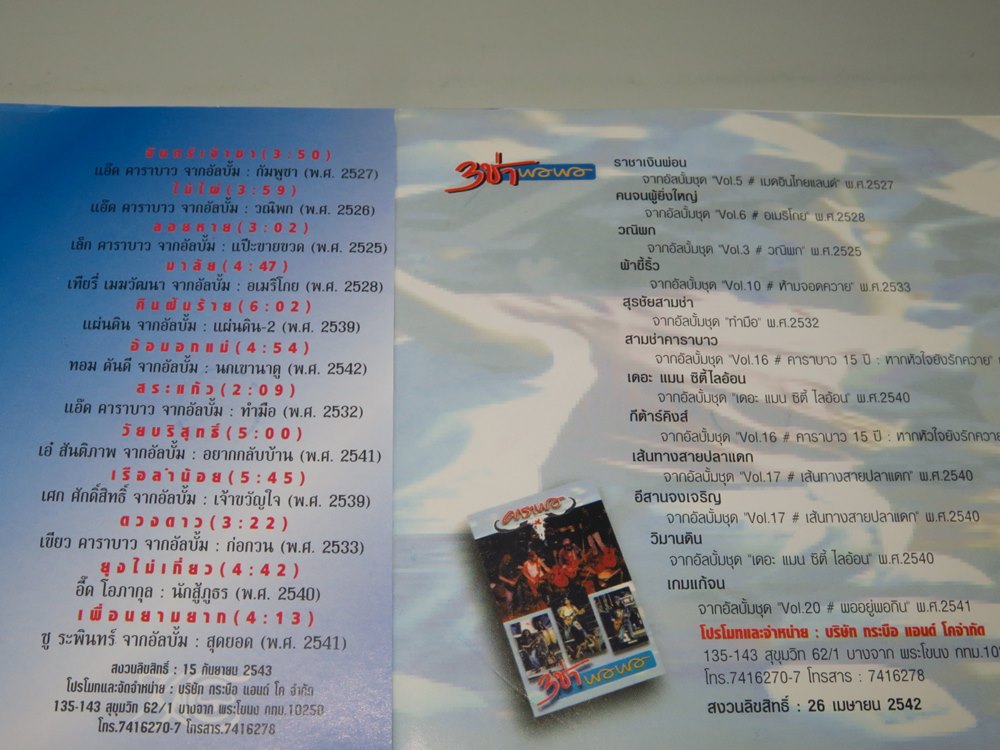 อินทรีเจ้าขา(3:50)
แอ๊ด คาราบาว จากอัลบั้ม : กัมพูชา (พ.ศ. 2527)
ไม้ไผ่(3:59)
แอ๊ด คาราบาว จากอัลบั้ม : วณิพก (พ.ศ. 2526)
ลอยหาย(3:02)
เล็ก คาราบาว จากอัลบั้ม : แป๊ะขายขวด (พ.ศ. 2525)
มาลัย(4:47)
เทียรี่ เมฆวัฒนา จากอัลบั้ม : อเมริโกย (พ.ศ. 2528)
คืนฝันร้าย(6:02)
แผ่นดิน จากอัลบั้ม : แผ่นดิน-2 (พ.ศ. 2539)
อ้อมอกแม่(4:54)
ทอม ดันดี จากอัลบั้ม : นกเขานาดู (พ.ศ. 2542)
สระแก้ว(2:09)
แอ๊ด คาราบาว จากอัลบั้ม : ทำมือ (พ.ศ. 2532)
วัยบริสุทธิ์(5:00)
เอ๋ สันติภาพ จากอัลบั้ม : อยากกลับบ้าน (พ.ศ. 2541)
เรือลำน้อย(5:45)
เศก ศักดิ์สิทธิ์ จากอัลบั้ม : เจ้าขวัญใจ (พ.ศ. 2539)
ดวงดาว(3:22)
เขียว คาราบาว จากอัลบั้ม : ก่อกวน (พ.ศ. 2533)
ยุงไม่เกี่ยว(4:42)
อี๊ด โอภากุล : นักสู้ภูธร (พ.ศ. 2540)
เพื่อนยามยาก(4:13)
ชู ระพินทร์ จากอัลบั้ม : สุดยอด (พ.ศ. 2541)
สงวนลิขสิทธิ์ : 15 กันยายน 2543
โปรโมทและจัดจำหน่าย : บริษัท กระบือ แอนด์ โค จำกัด
135-143 สุขุมวิท 62/1 บางจาก พระโขนง กทม.10250
โทร.7416270-7 โทรสาร.7416278
3ช่า พอพอ
ราชาเงินผ่อน
จากอัลบั้มชุด "Vol.5 # เมดอินไทยแลนด์" พ.ศ.2527
คนจนผู้ยิ่งใหญ่
จากอัลบั้มชุด "Vol.6 # อเมริโกย" พ.ศ.2528
วณิพก
จากอัลบั้มชุด "Vol.3 # วณิพก" พ.ศ.2525
ผ้าขี้ริ้ว
จากอัลบั้มชุด "Vol.10 # ห้ามจอดควาย" พ.ศ.2533
สุรชัยสามช่า
จากอัลบั้มชุด "ทำมือ" พ.ศ.2532
สามช่าคาราบาว
จากอัลบั้มชุด "Vol.16 # คาราบาว 15 ปี : หากหัวใจยังรักควาย"
เดอะ แมน ซิตี้ ไลอ้อน
จากอัลบั้มชุด "เดอะ แมน ซิตี้ ไลอ้อน" พ.ศ.2540
กีต้าร์คิงส์
จากอัลบั้มชุด "Vol.16 # คาราบาว 15 ปี : หากหัวใจยังรักควาย
เส้นทางสายปลาแดก
จากอัลบั้มชุด "Vol.17 # เส้นทางสายปลาแดก" พ.ศ.2540
อีสานจงเจริญ
จากอัลบั้มชุด "Vol.17 # เส้นทางสายปลาแดก" พ.ศ.2540
วิมานดิน
จากอัลบั้มชุด "เดอะ แมน ซิตี้ ไลอ้อน" พ.ศ.2540
เกมแก้จน
จากอัลบั้มชุด "Vol.20 # พออยู่พอกิน" พ.ศ.2541
โปรโมทและจำหน่าย : บริษัท กระบือ แอนด์ โคจำกัด
135-143 สุขุมวิท 62/1 บางจาก พระโขนง กทม.102
โทร.7416270-7 โทรสาร : 7416278
สงวนลิขสิทธิ์ : 26 เมษายน 2542
คาราบาว
3ช่า พอพอ